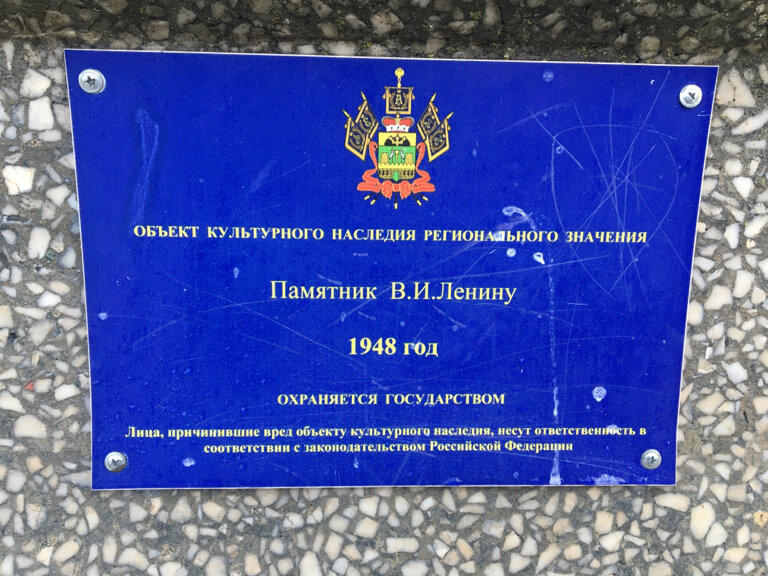 ОБЪЕКТ КУЛЬТУРНОГО НАСЛЕДИЯ РЕГИОНАЛЬНОГО ЗНАЧЕНИЯ
Памятник В.И.Ленину
1948 год
ОХРАНЯЕТСЯ ГОСУДАРСТВОМ
Лица, причинившие вред объекту культурного наследия, несут ответственность в
соответствии с законодательством Российской Федерации